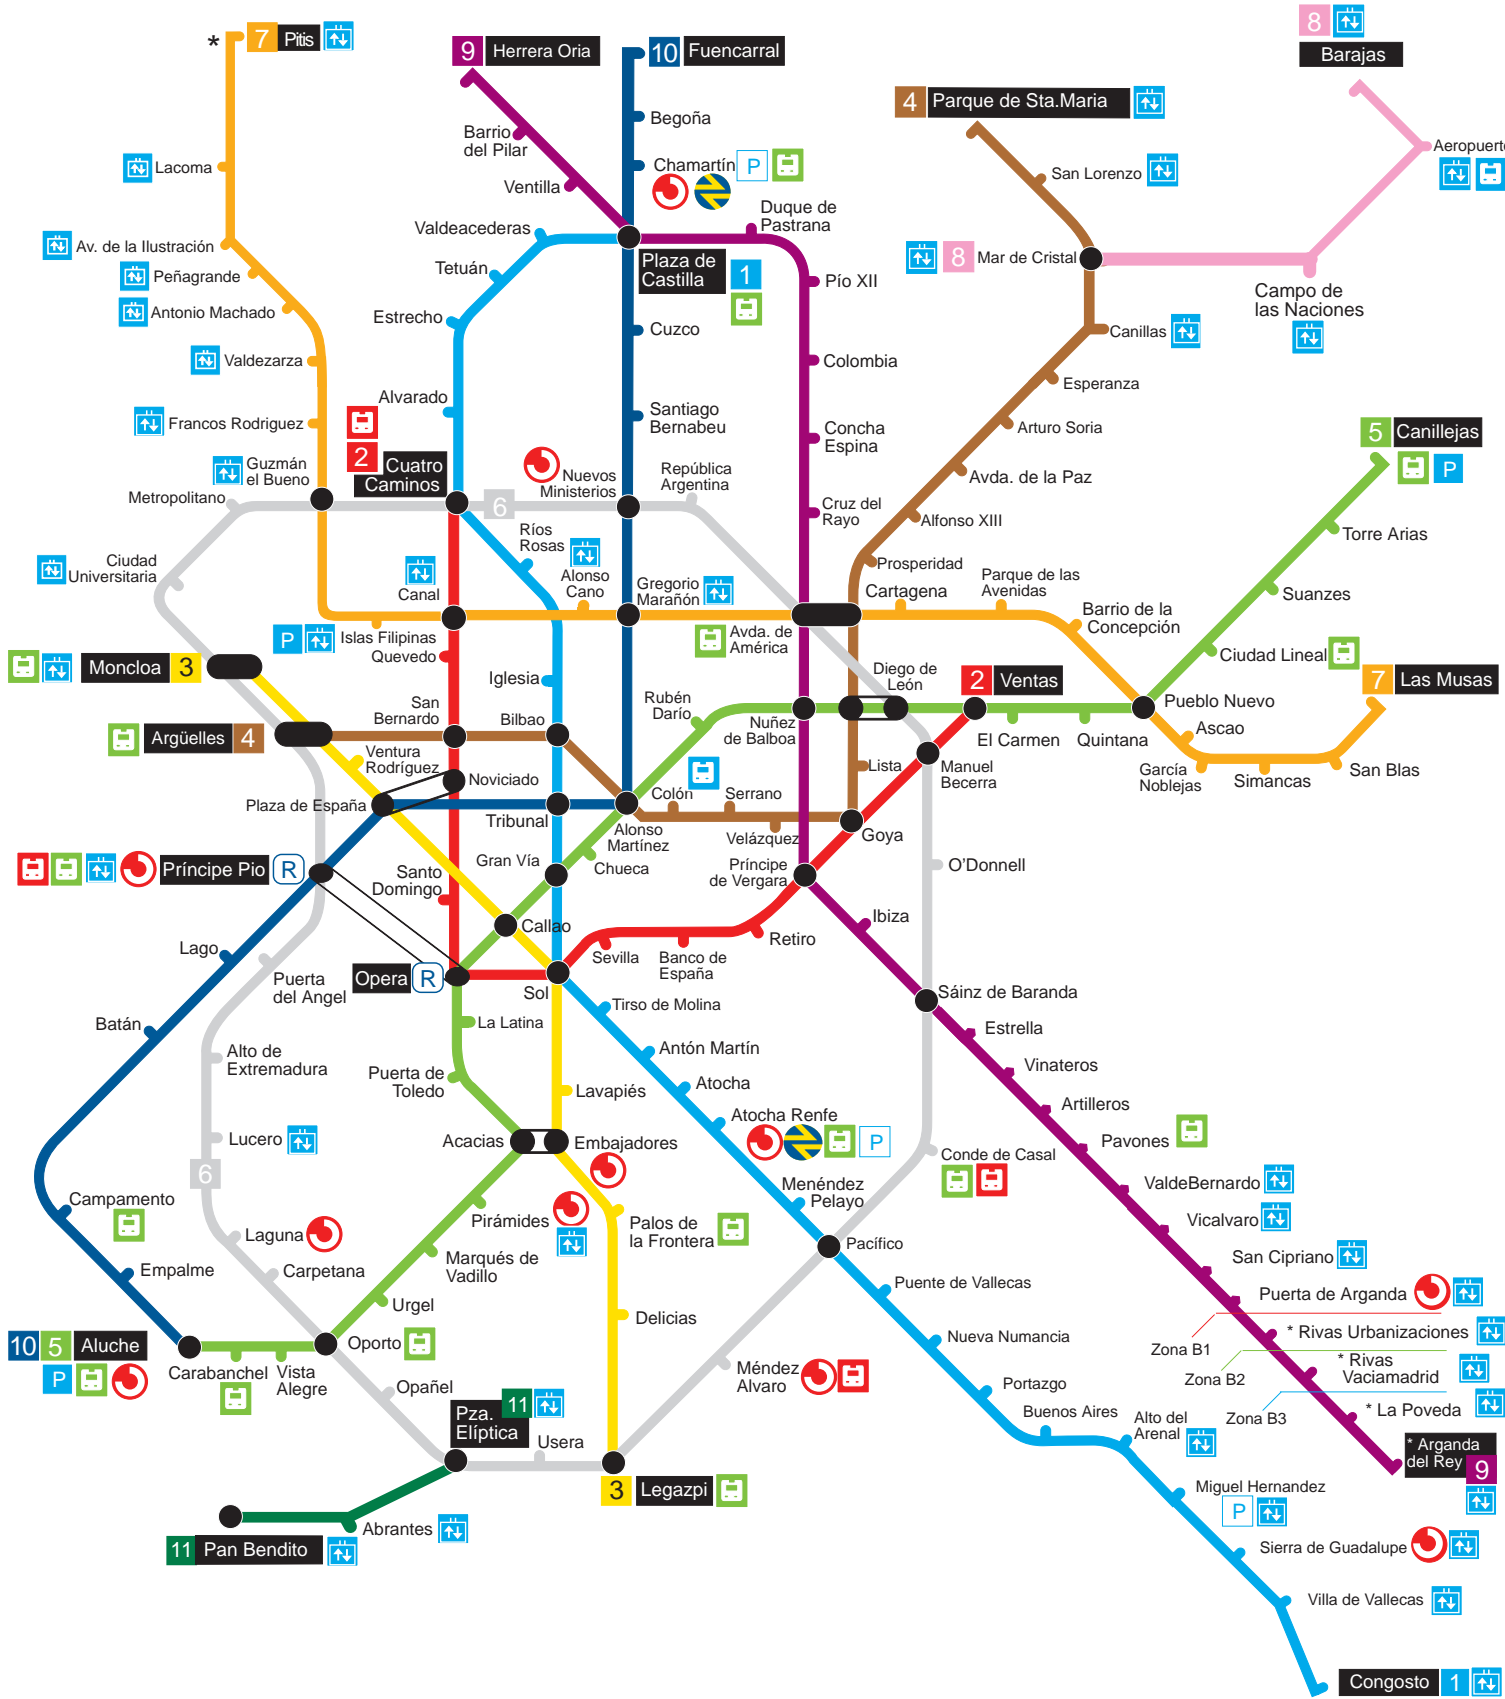 * 7 Pitis
9 Herrera Oria
10 Fuencarral
8
Barajas
4 Parque de Sta.Maria
Begoña
Barrio
del Pilar
Chamartín P
Ventilla
Lacoma
San Lorenzo
Aeropuerto
Duque de
Pastrana
Valdeacederas
Av. de la Ilustración
Plaza de
Castilla 1
8 Mar de Cristal
Tetuán
Peñagrande
Pío XII
Campo de
las Naciones
Antonio Machado
Estrecho
Cuzco
Canillas
Valdezarza
Colombia
Esperanza
Alvarado
Santiago
Bernabeu
Francos Rodriguez
Concha
Espina
Arturo Soria
5 Canillejas
P
2 Cuatro
Caminos
Guzmán
el Bueno
Metropolitano
6
Nuevos
Ministerios
República
Argentina
Avda. de la Paz
Cruz del
Rayo
Alfonso XIII
Torre Arias
Ríos
Rosas
Ciudad
Universitaria
Prosperidad
Canal
Alonso
Cano
Gregorio
Marañón
Cartagena
Parque de las
Avenidas
Suanzes
Barrio de la
Concepción
P
Islas Filipinas
Quevedo
Avda. de
América
Ciudad Lineal
Moncloa 3
Iglesia
Diego de
León
2 Ventas
7 Las Musas
Rubén
Darío
Pueblo Nuevo
San
Bernardo
Bilbao
Nuñez
de Balboa
El Carmen
Quintana
Ascao
Argüelles 4
Ventura
Rodríguez
Noviciado
Lista
Manuel
Becerra
García
Noblejas
Simancas
San Blas
Plaza de España
Tribunal
Colón
Serrano
Alonso
Martínez
Velázquez
Goya
Príncipe Pio R
Gran Vía
Chueca
Santo
Domingo
Príncipe
de Vergara
O'Donnell
Callao
Ibiza
Lago
Retiro
Sevilla
Banco de
España
Puerta
del Angel
Opera R
Sol
Sáinz de Baranda
Tirso de Molina
Batán
La Latina
Estrella
Antón Martín
Alto de
Extremadura
Vinateros
Puerta de
Toledo
Lavapiés
Atocha
Artilleros
Atocha Renfe
P
Lucero
Acacias
Embajadores
Pavones
Conde de Casal
6
Menéndez
Pelayo
ValdeBernardo
Campamento
Pirámides
Palos de
la Frontera
Vicalvaro
Laguna
Pacífico
San Cipriano
Empalme
Carpetana
Marqués de
Vadillo
Puente de Vallecas
Puerta de Arganda
Urgel
Delicias
Zona B1
* Rivas Urbanizaciones
10 5 Aluche
P
Oporto
Nueva Numancia
Carabanchel
Vista
Alegre
Méndez
Alvaro
Zona B2
* Rivas
Vaciamadrid
Opañel
Portazgo
Pza.
Elíptica 11
Buenos Aires
Zona B3
* La Poveda
Alto del
Arenal
Usera
* Arganda
del Rey 9
3 Legazpi
Miguel Hernandez
P
Abrantes
11 Pan Bendito
Sierra de Guadalupe
Villa de Vallecas
Congosto 1